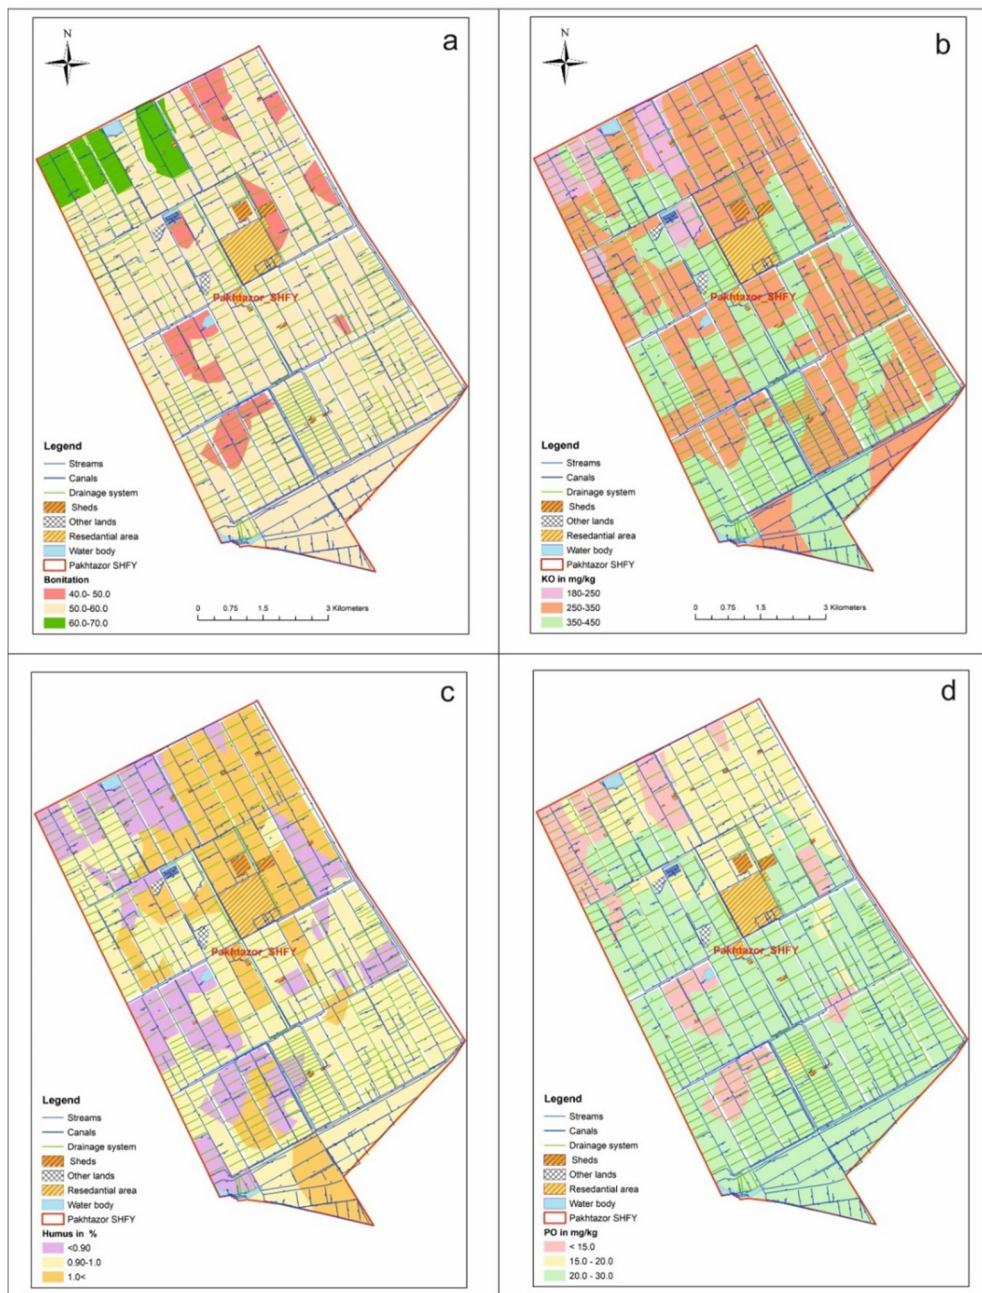 a
N
Pakhtazor_SHFY
Legend
Streams
Canals
Drainage system
Sheds
Other lands
Resedantial area
Water body
Pakhtazor SHFY
Bonitation
40.0- 50.0
50.0-60.0
60.0-70.0
0 0.75 1.5 3 Kilometers
b
N
Pakhtazor_SHFY
Legend
Streams
Canals
Drainage system
Sheds
Other lands
Resedantial area
Water body
Pakhtazor SHFY
KO in mg/kg
180-250
250-350
350-450
0 0.75 1.5 3 Kilometers
c
Pakhtazor_SHFY
Legend
Streams
Canals
Drainage system
Sheds
Other lands
Resedantial area
Water body
Pakhtazor SHFY
Humus in %
<0.90
0.90-1.0
1.0<
d
Pakhtazor_SHFY
Legend
Streams
Canals
Drainage system
Sheds
Other lands
Resedantial area
Water body
Pakhtazor SHFY
PO in mg/kg
< 15.0
15.0 - 20.0
20.0 - 30.0